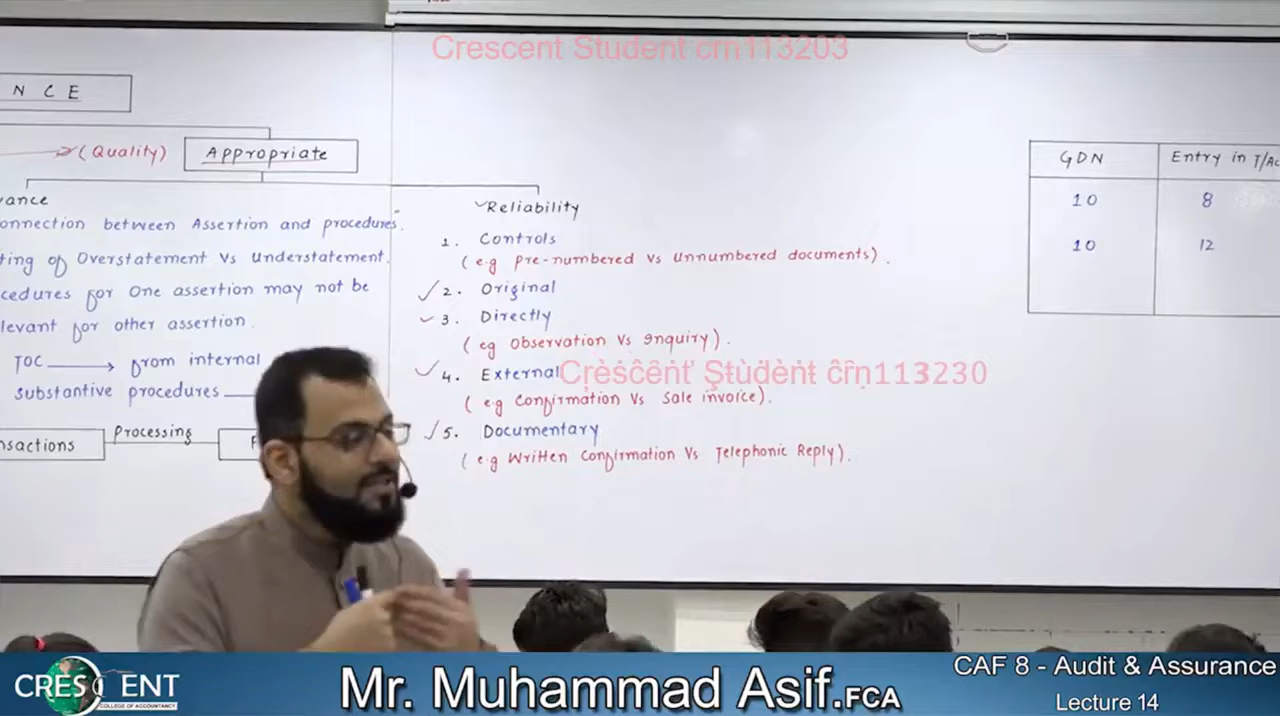 Crescent Student crn113203
NCE
(Quality)
Appropriate
vance
onnection between Assertion and procedures".
ting of Overstatement Vs Understatement.
cedures for One assertion may not be
levant for other assertion.
TOC
from internal
Substantive procedures
nsactions
Processing
Reliability
1. Controls
(e.g Pre-numbered vs Unnumbered documents).
2. Original
3. Directly
(eg Observation Vs Inquiry).
4. External
Crescent Student crn113230
(e.g Confirmation Vs Sale invoice).
5. Documentary
(e.g Written Confirmation Vs Telephonic Reply).
GDN
Entry in T/Ac
10
8
10
12
CRESCENT
COLLEGE OF ACCOUNTANCY
Mr. Muhammad Asif.FCA
CAF 8 - Audit & Assurance
Lecture 14